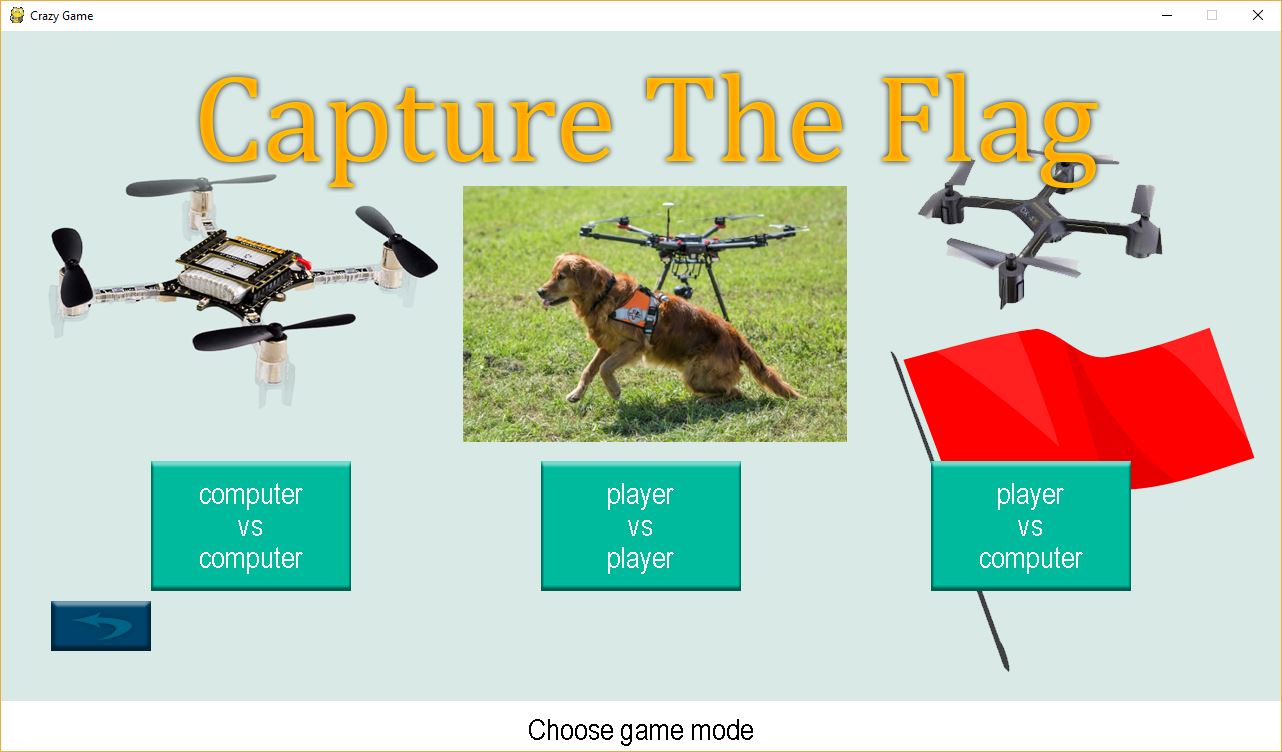 Crazy Game
Capture The Flag
computer
vs
computer
player
vs
player
player
vs
computer
Choose game mode